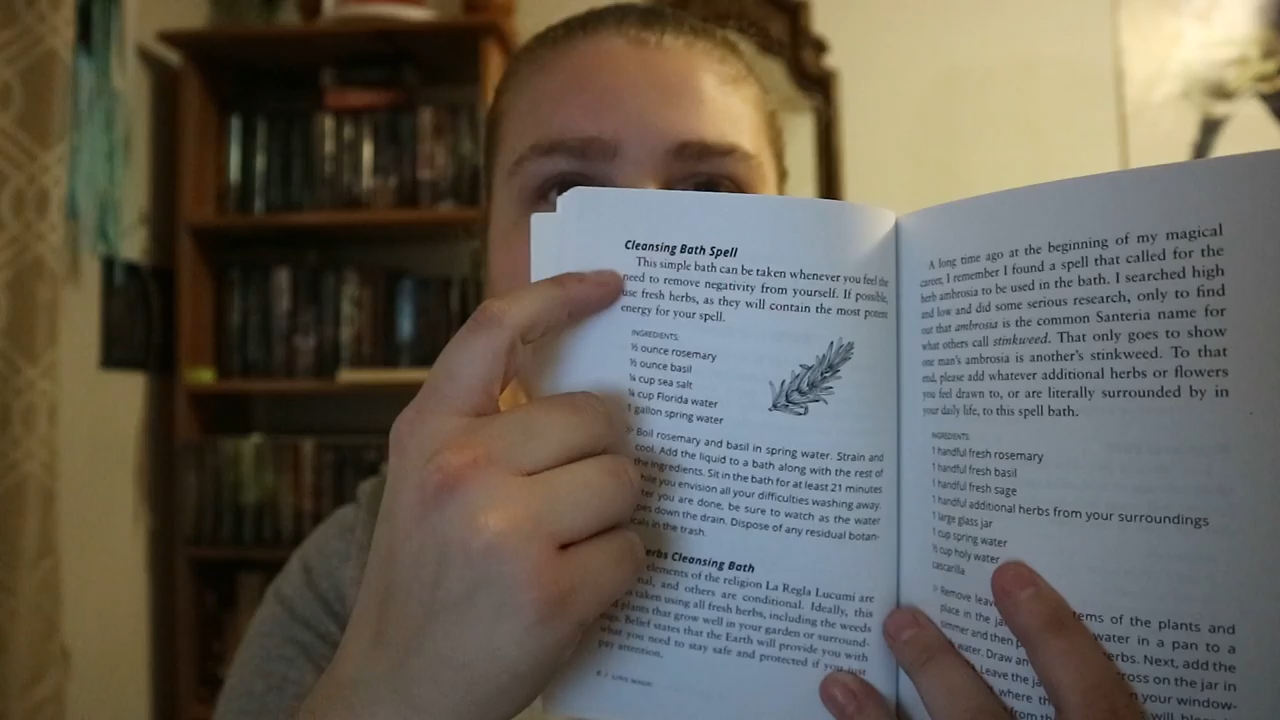 Cleansing Bath Spell
This simple bath can be taken whenever you feel the
need to remove negativity from yourself. If possible,
use fresh herbs, as they will contain the most potent
energy for your spell.
INGREDIENTS:
½ ounce rosemary
½ ounce basil
¼ cup sea salt
¼ cup Florida water
1 gallon spring water
Boil rosemary and basil in spring water. Strain and
cool. Add the liquid to a bath along with the rest of
the ingredients. Sit in the bath for at least 21 minutes
while you envision all your difficulties washing away.
ter you are done, be sure to watch as the water
oes down the drain. Dispose of any residual botan-
icals in the trash.
erbs Cleansing Bath
elements of the religion La Regla Lucumi are
nal, and others are conditional. Ideally, this
taken using all fresh herbs, including the weeds
d plants that grow well in your garden or surround-
ings. Belief states that the Earth will provide you with
what you need to stay safe and protected if you just
pay attention.
A long time ago at the beginning of my magical
career, I remember I found a spell that called for the
herb ambrosia to be used in the bath. I searched high
and low and did some serious research, only to find
out that ambrosia is the common Santeria name for
what others call stinkweed. That only goes to show
one man's ambrosia is another's stinkweed. To that
end, please add whatever additional herbs or flowers
you feel drawn to, or are literally surrounded by in
your daily life, to this spell bath.
INGREDIENTS:
1 handful fresh rosemary
1 handful fresh basil
1 handful fresh sage
1 handful additional herbs from your surroundings
1 large glass jar
1 cup spring water
½ cup holy water
cascarilla
Remove leav tems of the plants and
place in the ja water in a pan to a
simmer and then p erbs. Next, add the
water. Draw an ross on the jar in
Leave the ja n your window-
where th
from th will